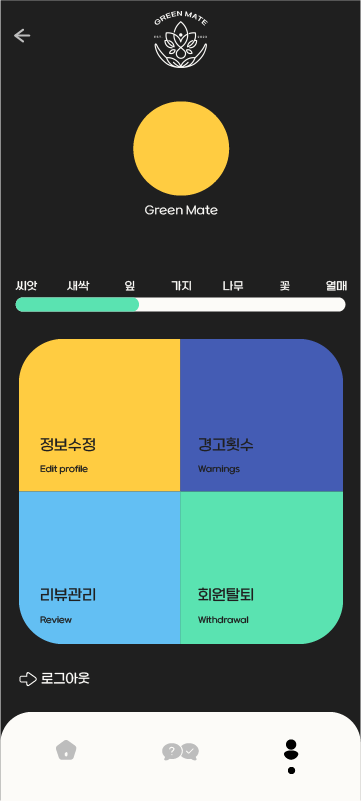 GREEN MATE
Green Mate
씨앗 새싹 잎 가지 나무 꽃 열매
정보수정
Edit profile
경고횟수
Warnings
리뷰관리
Review
회원탈퇴
Withdrawal
로그아웃
?